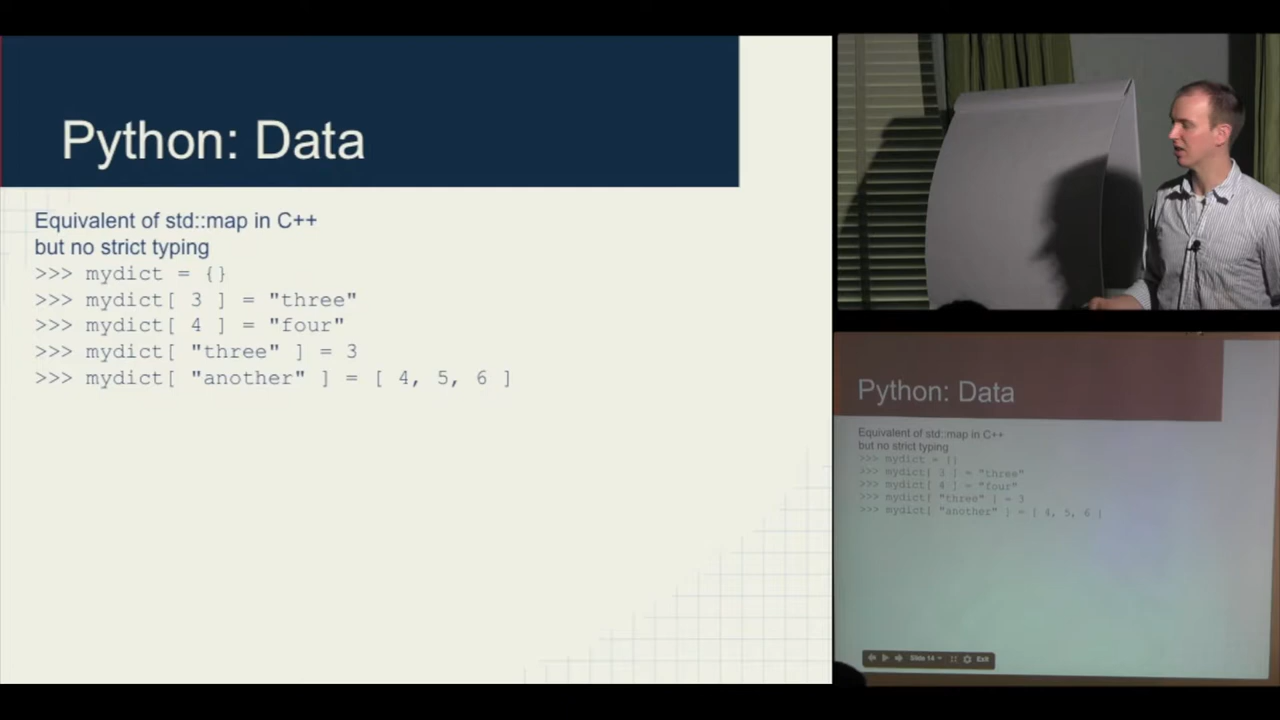 Python: Data
Equivalent of std::map in C++
but no strict typing
>>> mydict = {}
>>> mydict[ 3 ] = "three"
>>> mydict[ 4 ] = "four"
>>> mydict[ "three" ] = 3
>>> mydict[ "another" ] = [ 4, 5, 6 ]
Python: Data
Equivalent of std::map in C++
but no strict typing
>>> mydict = {}
>>> mydict[ 3 ] = "three"
>>> mydict[ 4 ] = "four"
>>> mydict[ "three" ] = 3
>>> mydict[ "another" ] = [ 4, 5, 6 ]
Slide 14
Exit